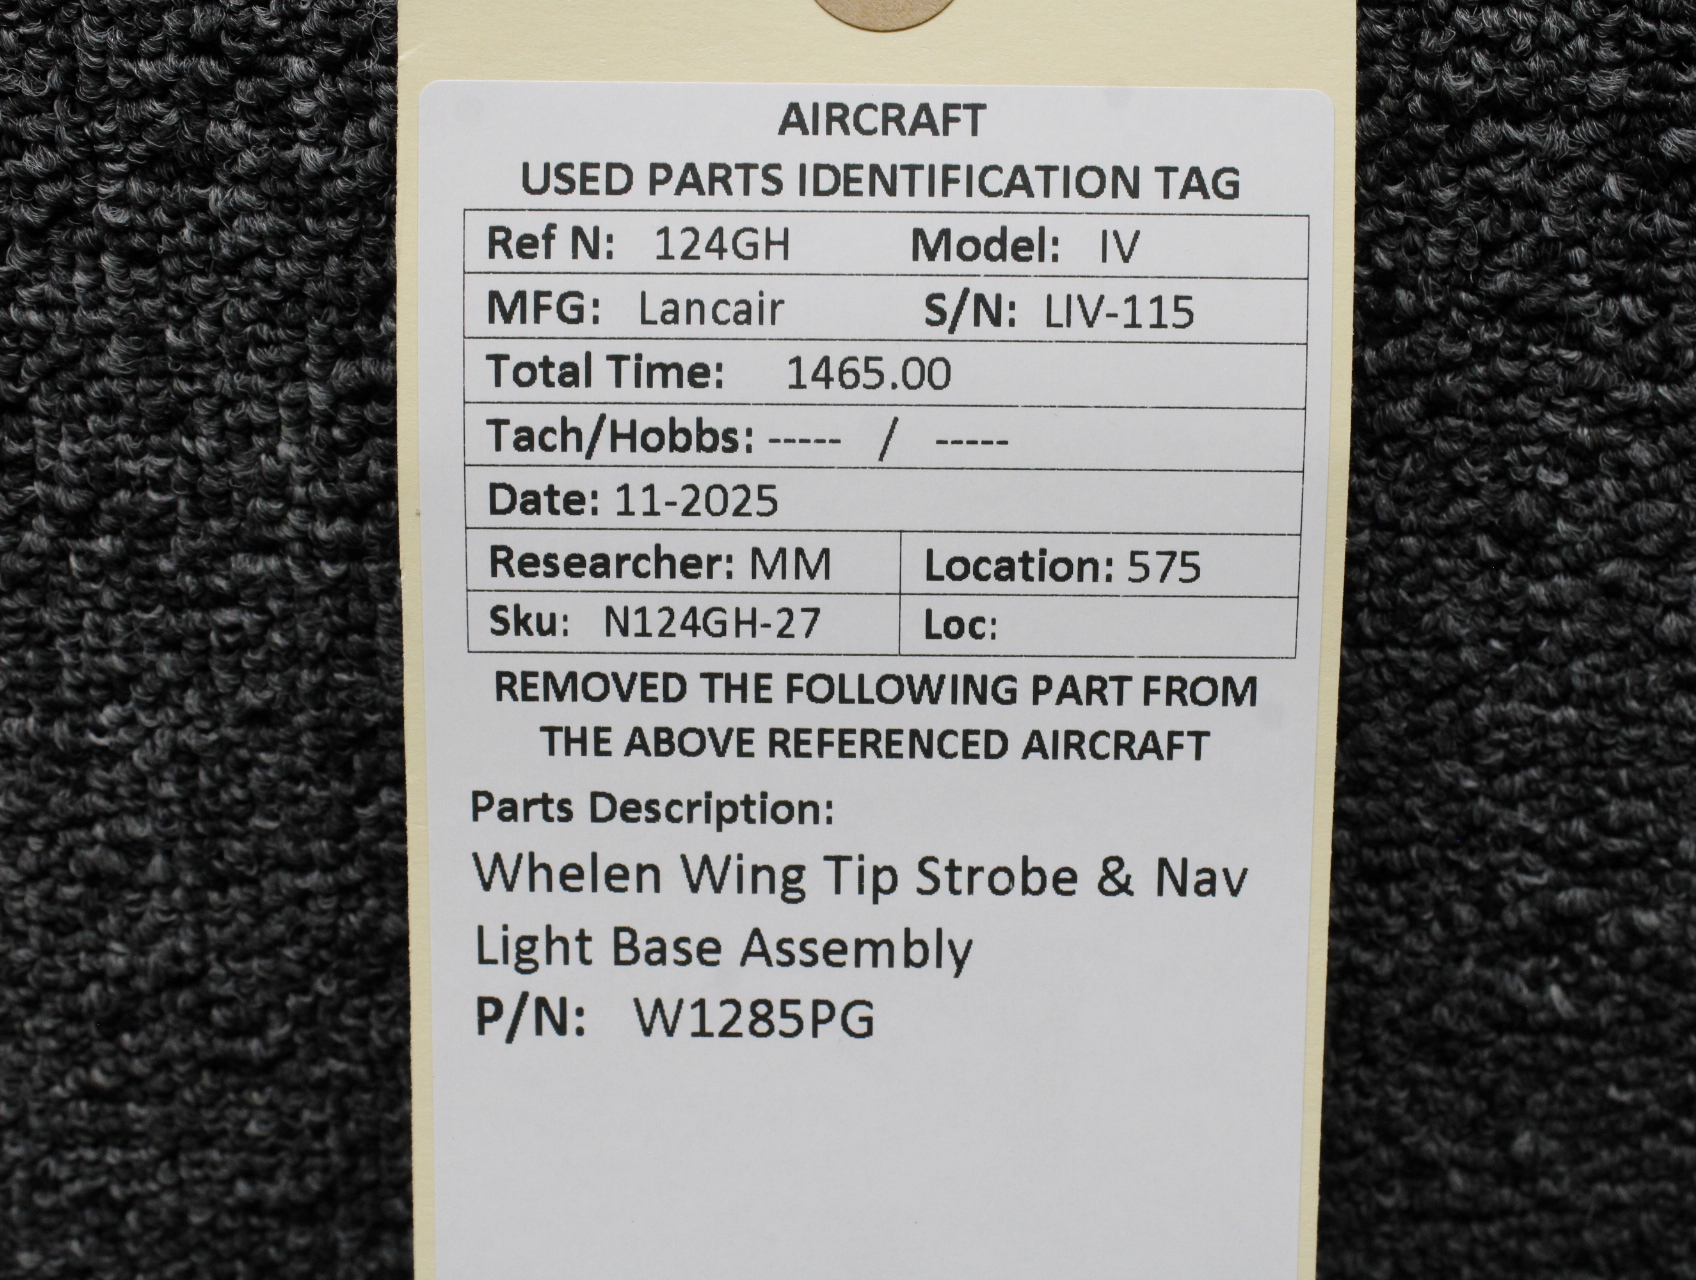 AIRCRAFT
USED PARTS IDENTIFICATION TAG
Ref N: 124GH Model: IV
MFG: Lancair S/N: LIV-115
Total Time: 1465.00
Tach/Hobbs: ----- / -----
Date: 11-2025
Researcher: MM Location: 575
Sku: N124GH-27 Loc:
REMOVED THE FOLLOWING PART FROM
THE ABOVE REFERENCED AIRCRAFT
Parts Description:
Whelen Wing Tip Strobe & Nav
Light Base Assembly
P/N: W1285PG